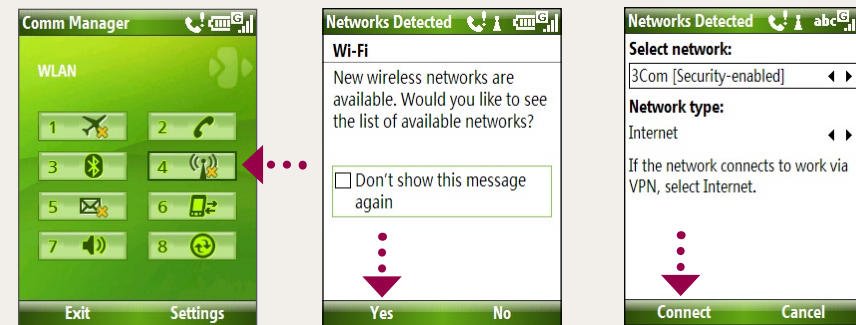 Comm Manager
WLAN
1
2
3
4
5
6
7
8
Exit Settings
Networks Detected
Wi-Fi
New wireless networks are
available. Would you like to see
the list of available networks?
Don't show this message
again
Yes No
Networks Detected abc
Select network:
3Com [Security-enabled]
Network type:
Internet
If the network connects to work via
VPN, select Internet.
Connect Cancel